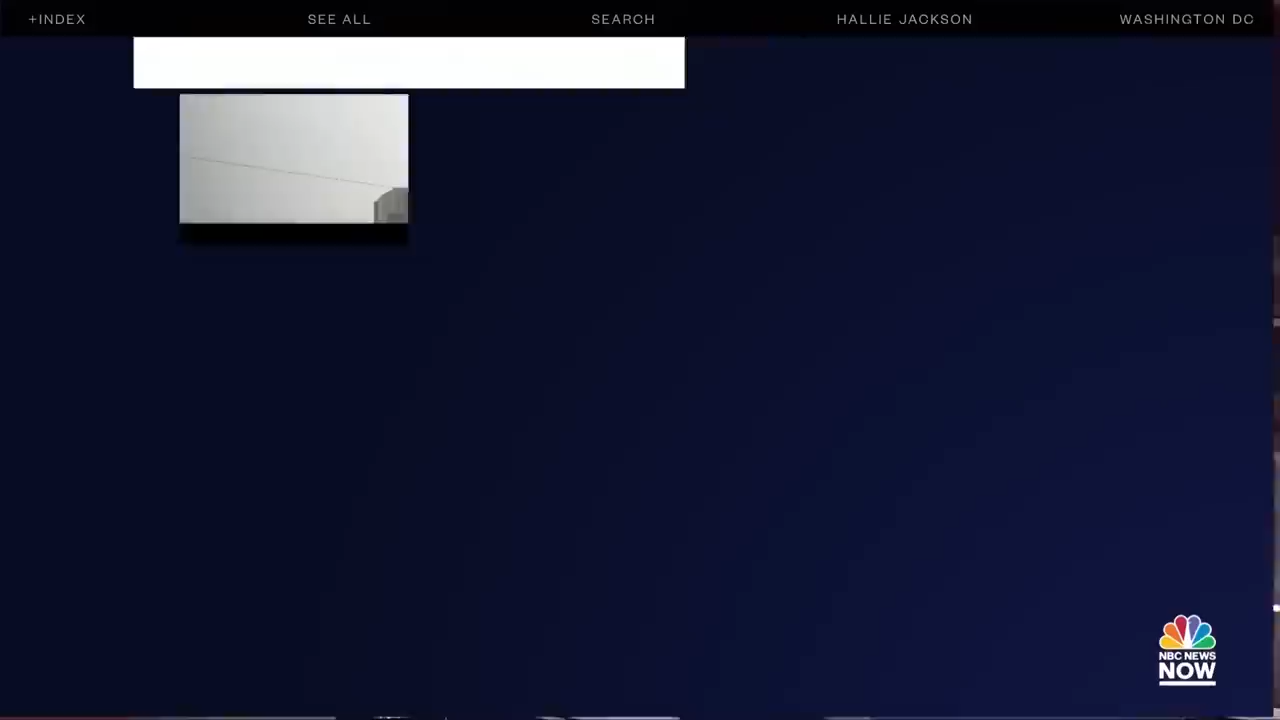 +INDEX
SEE ALL
SEARCH
HALLIE JACKSON
WASHINGTON DC
NBC NEWS
NOW